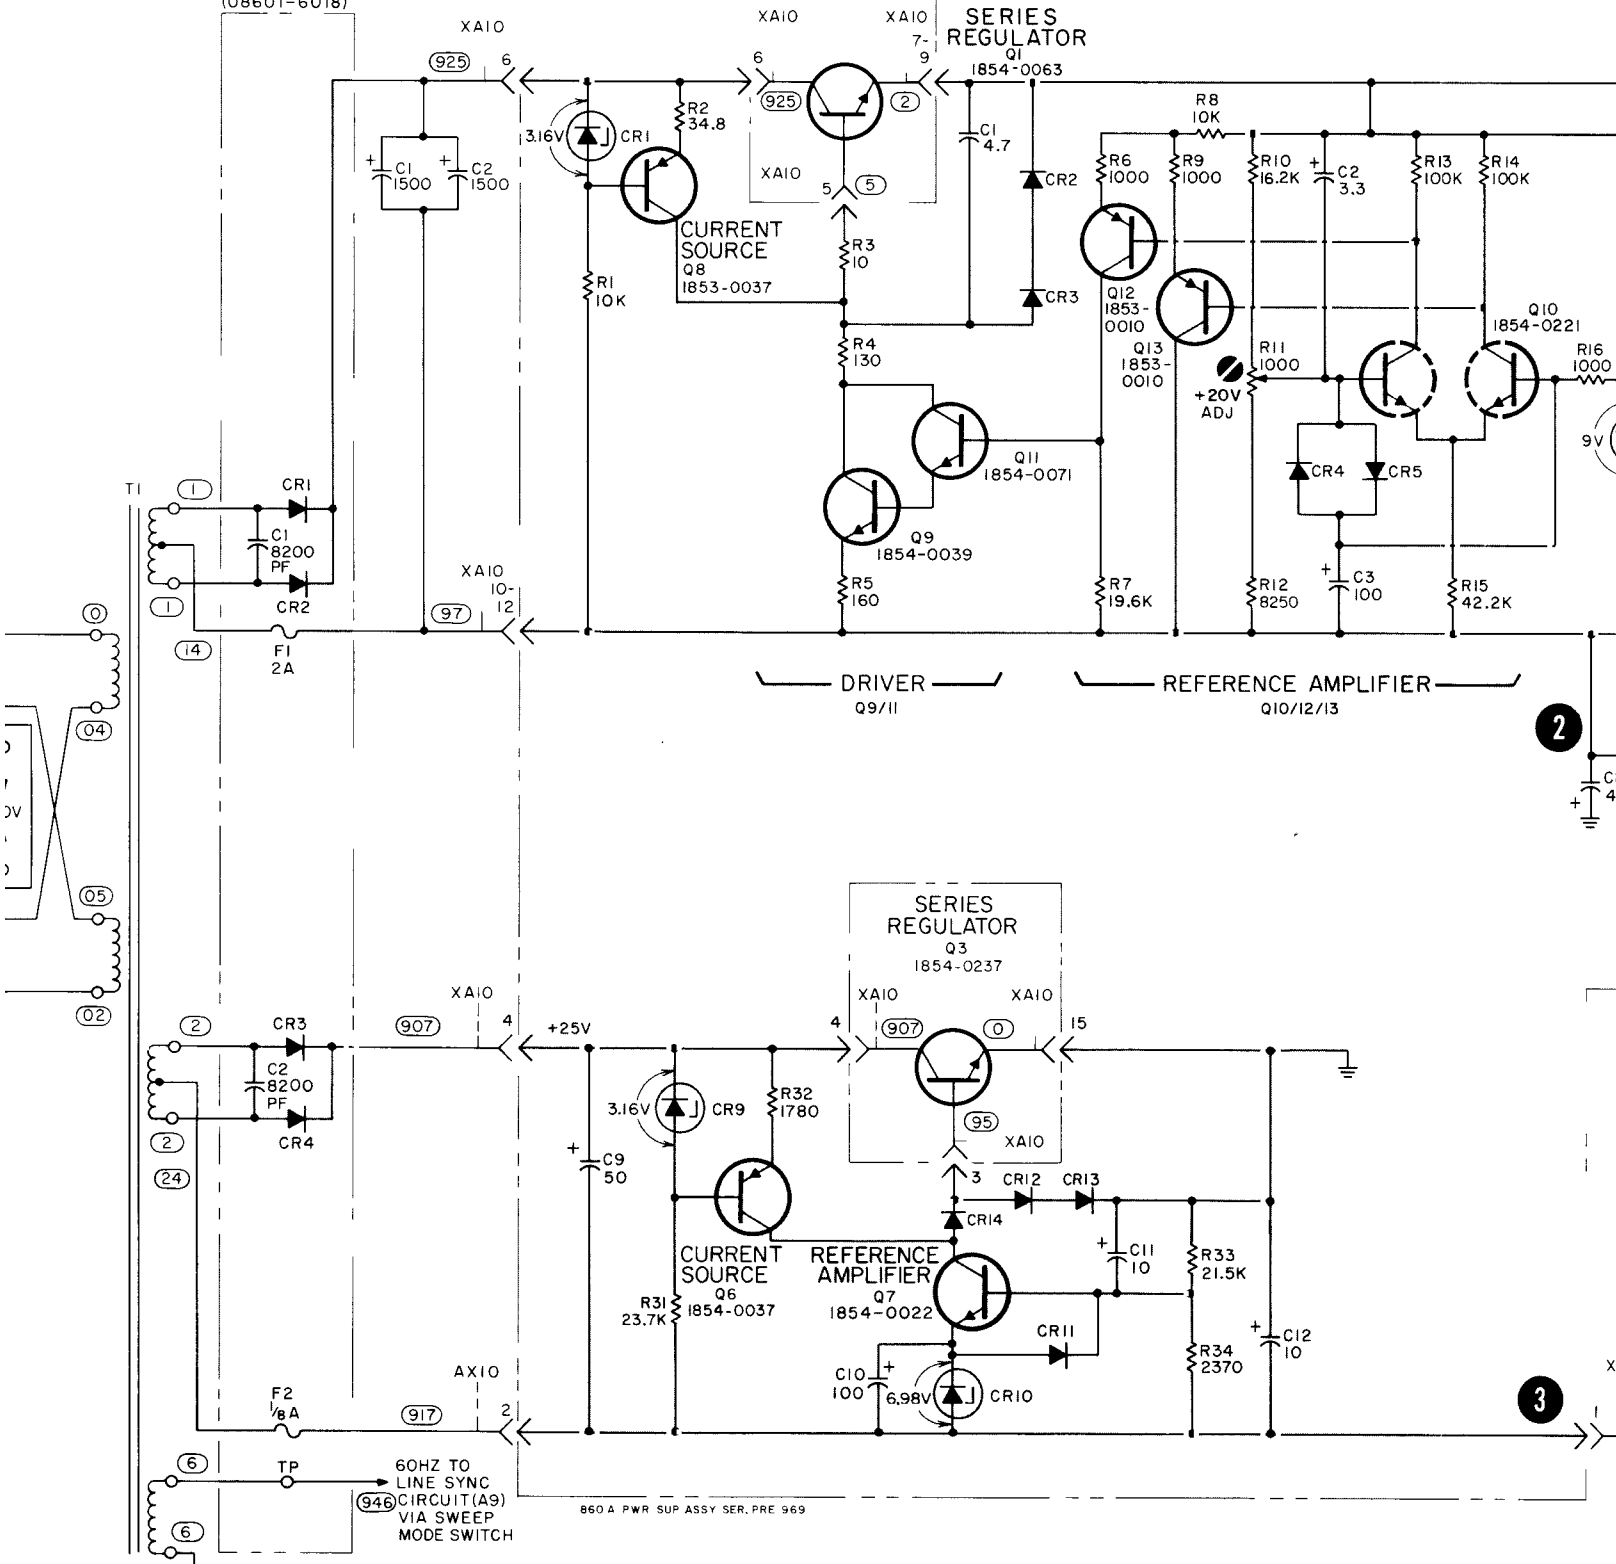 (08601-6018)
XA10
925
6
3.16V
CR1
R2
34.8
C1
1500
C2
1500
CURRENT
SOURCE
Q8
1853-0037
R1
10K
XA10
XA10
6
7-
9
925
2
XA10
5
5
SERIES
REGULATOR
Q1
1854-0063
R3
10
C1
4.7
CR2
CR3
R4
130
Q11
1854-0071
Q9
1854-0039
R5
160
R8
10K
R6
1000
R9
1000
R10
16.2K
C2
3.3
R13
100K
R14
100K
Q12
1853-
0010
Q13
1853-
0010
R11
1000
+20V
ADJ
Q10
1854-0221
R16
1000
9V
CR4
CR5
R7
19.6K
R12
8250
C3
100
R15
42.2K
T1
1
CR1
C1
8200
PF
1
CR2
XA10
10-
12
97
14
F1
2A
DRIVER
Q9/11
REFERENCE AMPLIFIER
Q10/12/13
2
0
04
0V
05
02
SERIES
REGULATOR
Q3
1854-0237
XA10
XA10
4
907
0
15
95
XA10
3
2
CR3
C2
8200
PF
2
CR4
24
907
XA10
4
+25V
3.16V
CR9
R32
1780
C9
50
CURRENT
SOURCE
Q6
1854-0037
R31
23.7K
CR12
CR13
CR14
REFERENCE
AMPLIFIER
Q7
1854-0022
C11
10
R33
21.5K
CR11
R34
2370
C12
10
C10
100
6.98V
CR10
3
1
F2
1/8A
917
AX10
2
6
TP
946
60HZ TO
LINE SYNC
CIRCUIT(A9)
VIA SWEEP
MODE SWITCH
6
860A PWR SUP ASSY SER. PRE 969